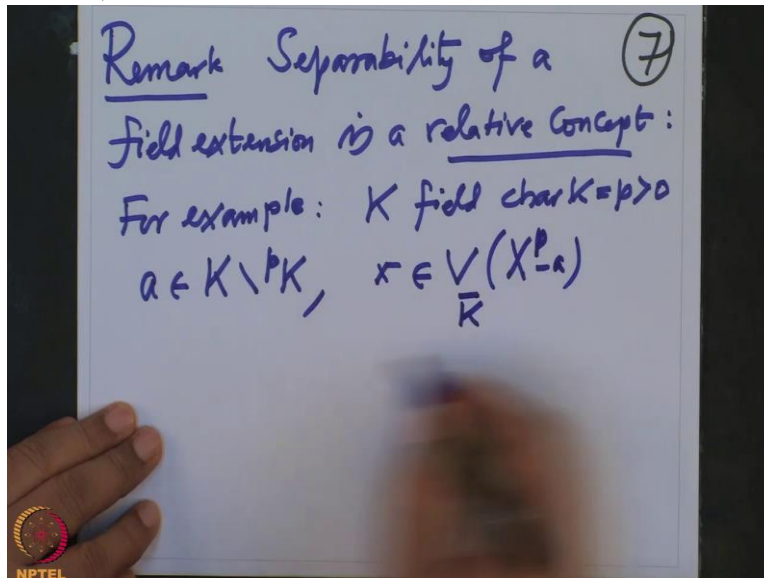 Remark Separability of a 7
field extension is a relative Concept:
For example: K field char K = p > 0
a ∈ K \ ᵖK, x ∈ V_K̄ (X^p - a)
NPTEL